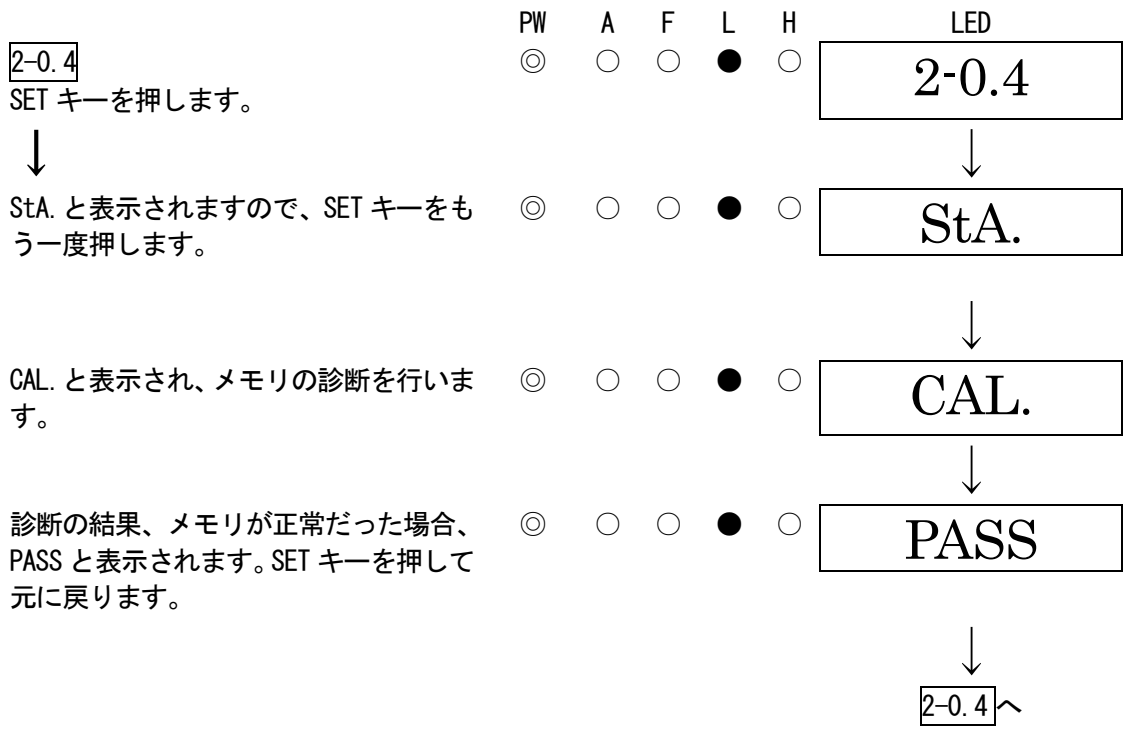 PW A F L H LED
2-0.4 ◎ ○ ○ ● ○ 2-0.4
SET キーを押します。
↓ ↓
StA. と表示されますので、SET キーをも ◎ ○ ○ ● ○ StA.
う一度押します。
↓
CAL. と表示され、メモリの診断を行いま ◎ ○ ○ ● ○ CAL.
す。
↓
診断の結果、メモリが正常だった場合、 ◎ ○ ○ ● ○ PASS
PASS と表示されます。SET キーを押して
元に戻ります。
↓
2-0.4 へ